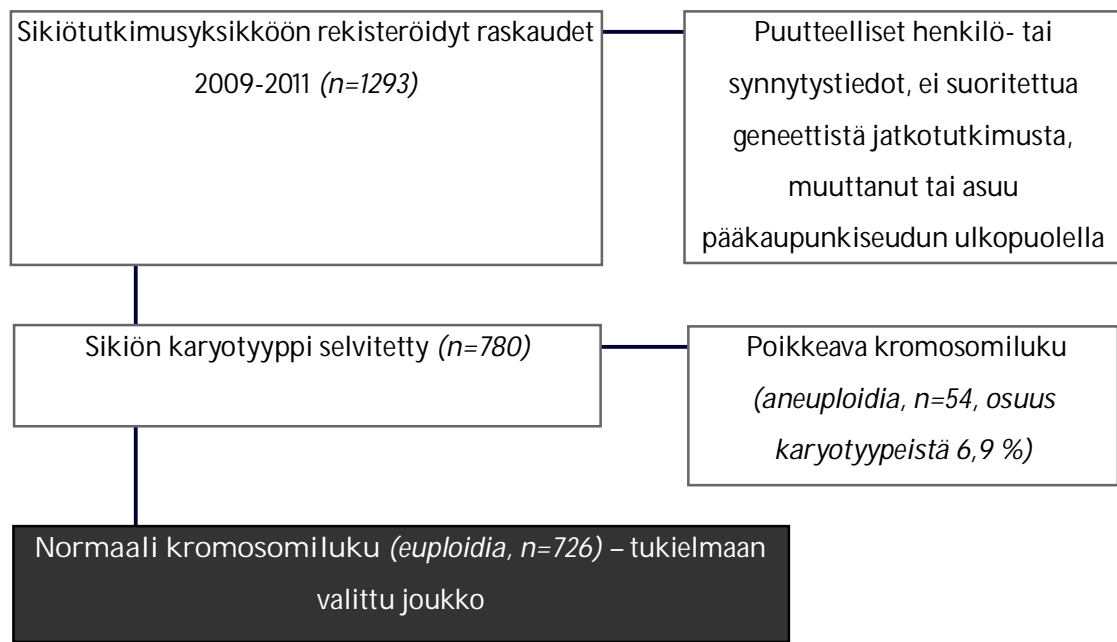 Sikiötutkimusyksikköön rekisteröidyt raskaudet
2009-2011 (n=1293)
Puutteelliset henkilö- tai
synnytystiedot, ei suoritettua
geneettistä jatkotutkimusta,
muuttanut tai asuu
pääkaupunkiseudun ulkopuolella
Sikiön karyotyyppi selvitetty (n=780)
Poikkeava kromosomiluku
(aneuploidia, n=54, osuus
karyotyypeistä 6,9 %)
Normaali kromosomiluku (euploidia, n=726) – tukielmaan
valittu joukko